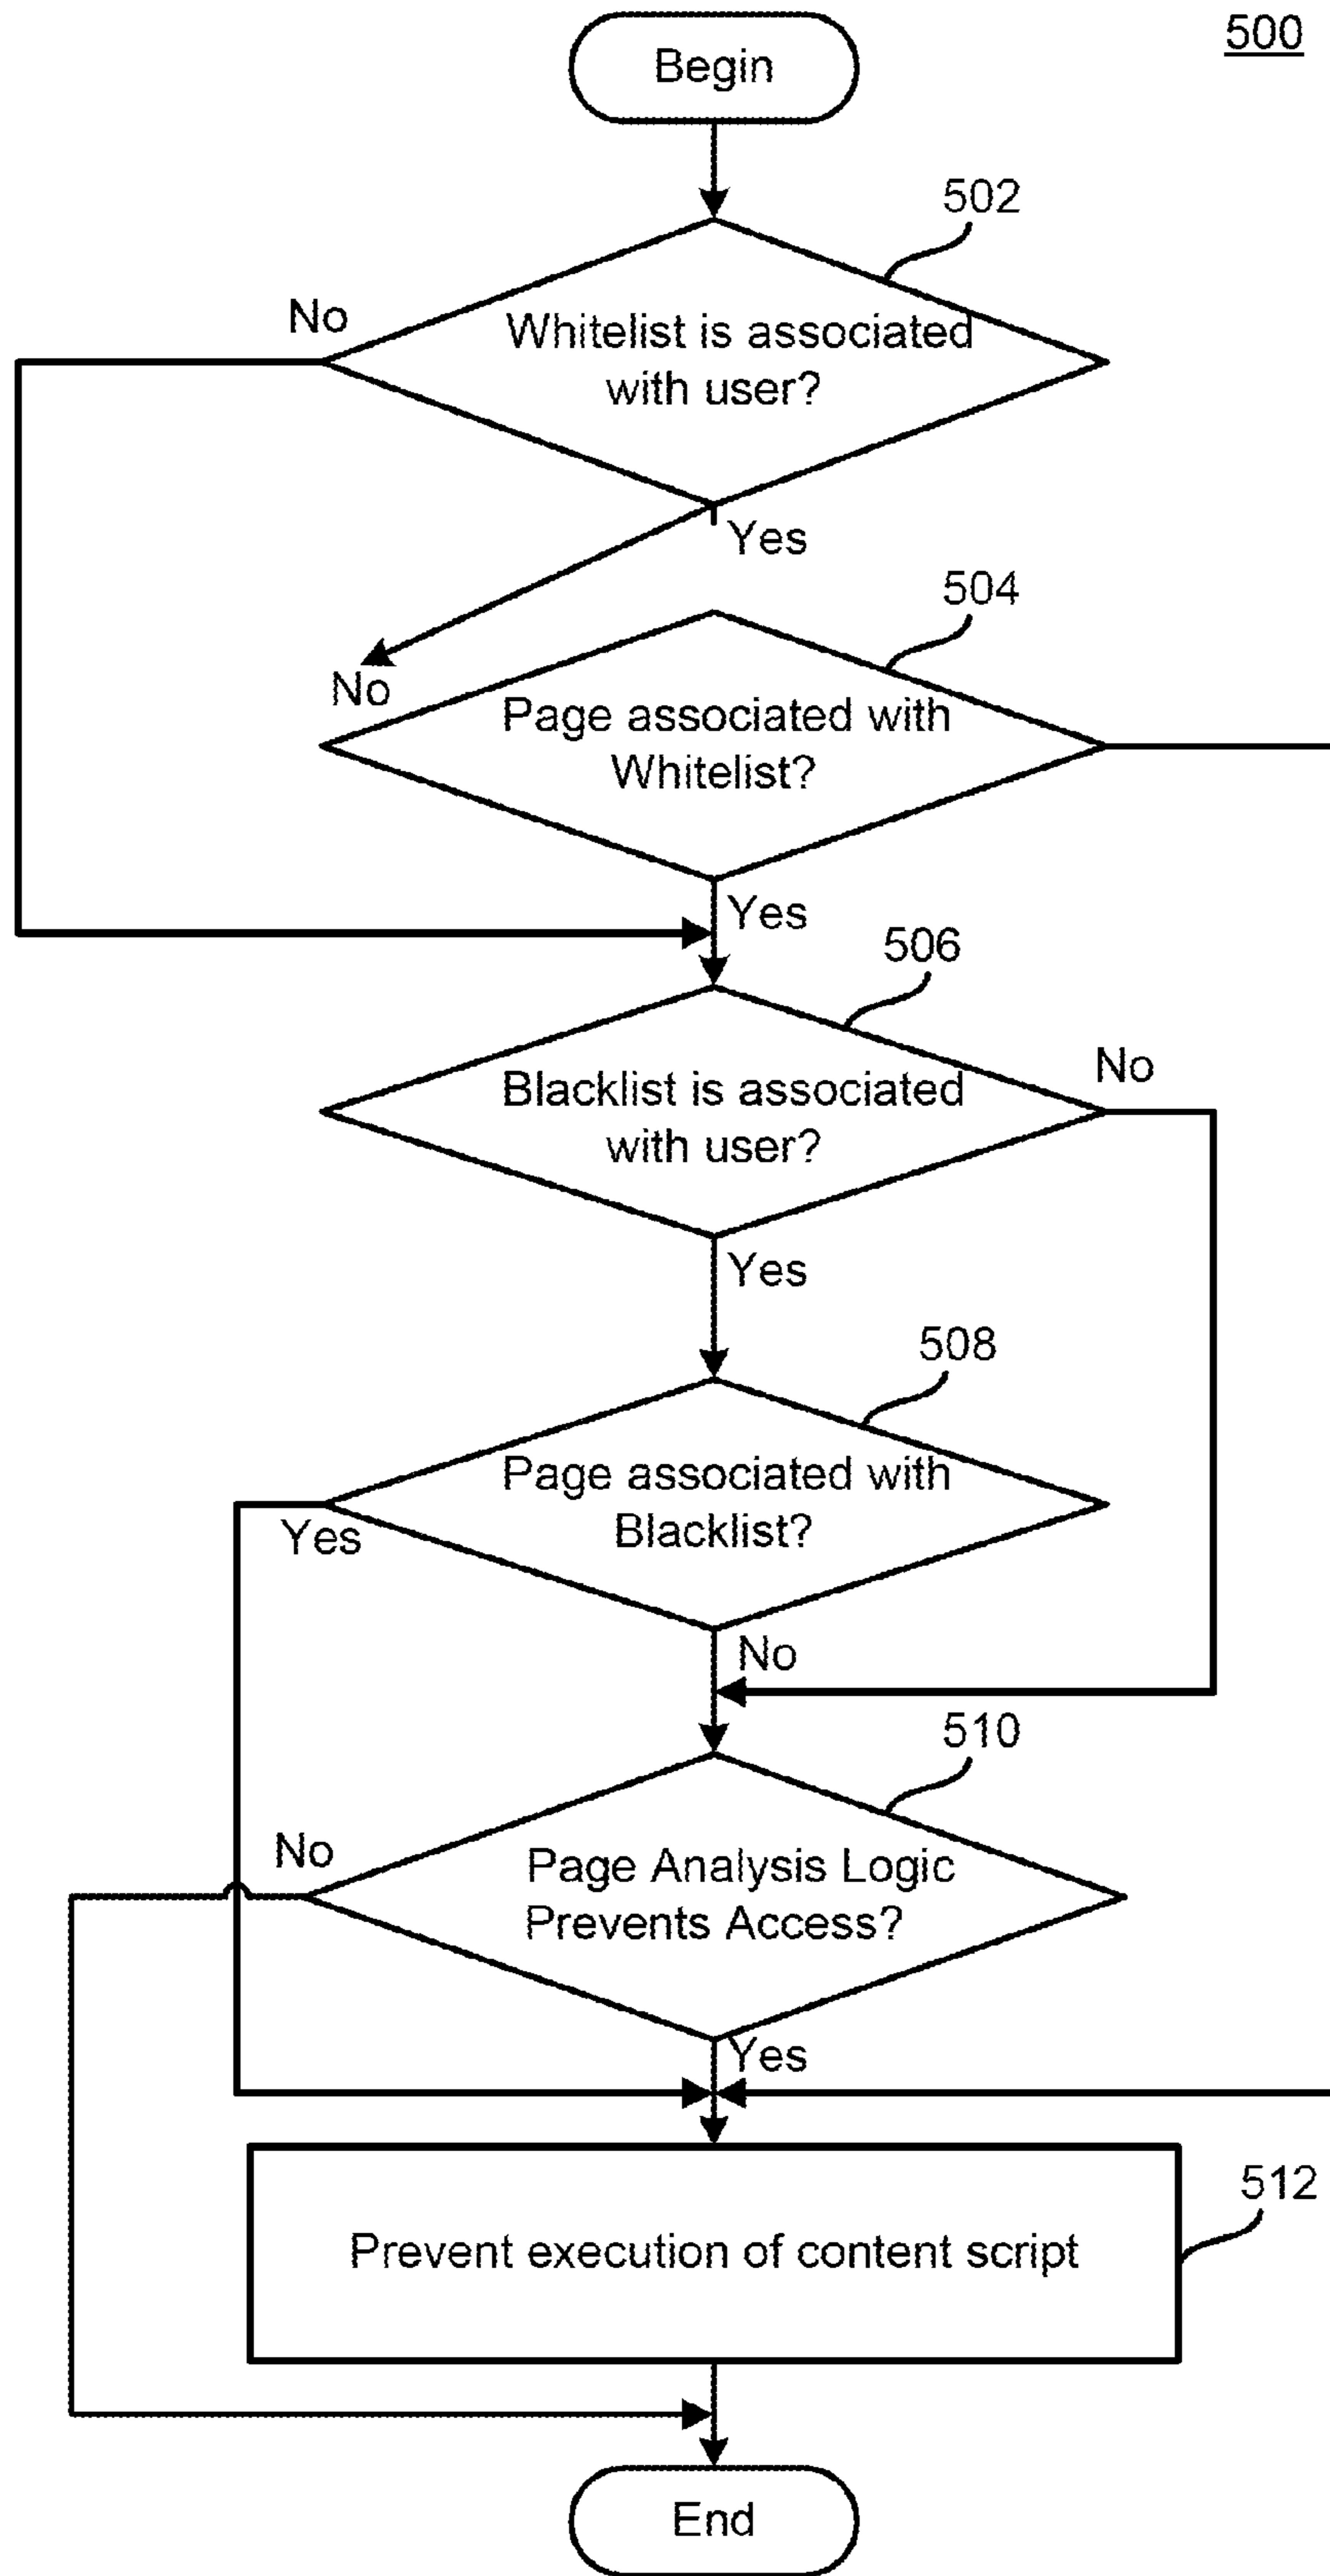 500
Begin
502
No
Whitelist is associated
with user?
Yes
504
No
Page associated with
Whitelist?
Yes
506
No
Blacklist is associated
with user?
Yes
508
Page associated with
Blacklist?
Yes
No
510
No
Page Analysis Logic
Prevents Access?
Yes
512
Prevent execution of content script
End